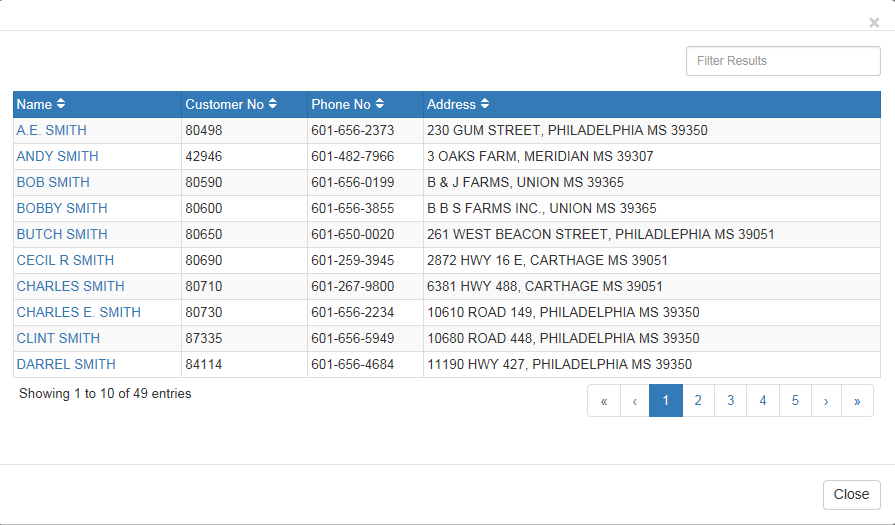 ×
Filter Results
Name Customer No Phone No Address
A.E. SMITH 80498 601-656-2373 230 GUM STREET, PHILADELPHIA MS 39350
ANDY SMITH 42946 601-482-7966 3 OAKS FARM, MERIDIAN MS 39307
BOB SMITH 80590 601-656-0199 B & J FARMS, UNION MS 39365
BOBBY SMITH 80600 601-656-3855 B B S FARMS INC., UNION MS 39365
BUTCH SMITH 80650 601-650-0020 261 WEST BEACON STREET, PHILADLEPHIA MS 39051
CECIL R SMITH 80690 601-259-3945 2872 HWY 16 E, CARTHAGE MS 39051
CHARLES SMITH 80710 601-267-9800 6381 HWY 488, CARTHAGE MS 39051
CHARLES E. SMITH 80730 601-656-2234 10610 ROAD 149, PHILADELPHIA MS 39350
CLINT SMITH 87335 601-656-5949 10680 ROAD 448, PHILADELPHIA MS 39350
DARREL SMITH 84114 601-656-4684 11190 HWY 427, PHILADELPHIA MS 39350
Showing 1 to 10 of 49 entries
« ‹ 1 2 3 4 5 › »
Close